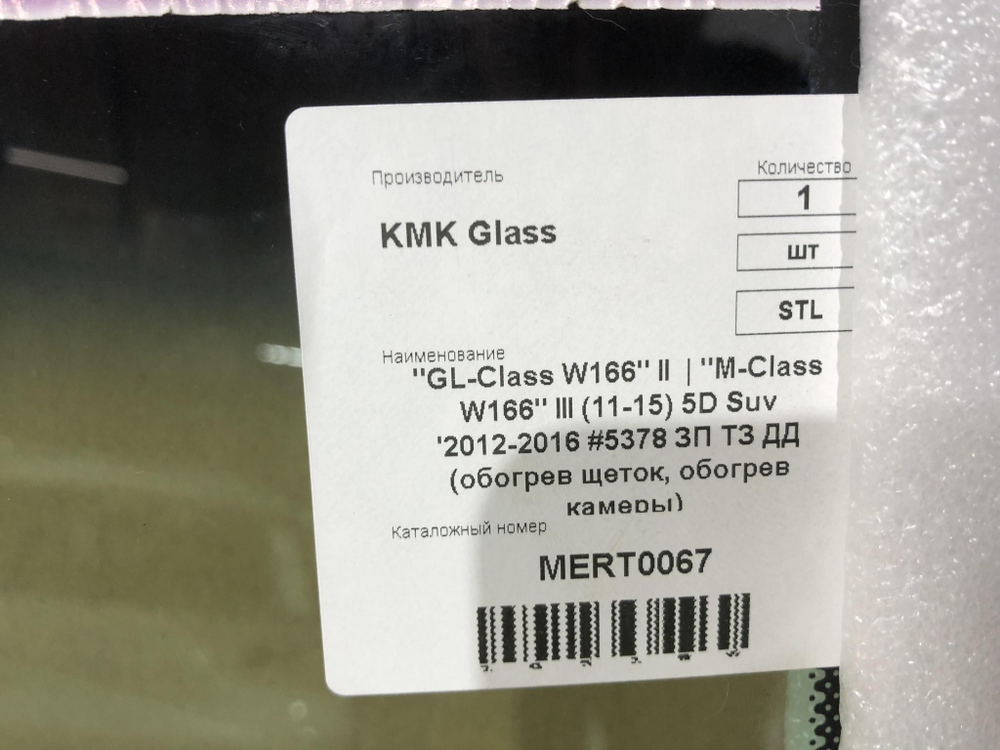 Производитель
Количество
1
KMK Glass
шт
STL
Наименование
"GL-Class W166" II | "M-Class
W166" III (11-15) 5D Suv
'2012-2016 #5378 ЗП ТЗ ДД
(обогрев щеток, обогрев
камеры)
Каталожный номер
MERT0067